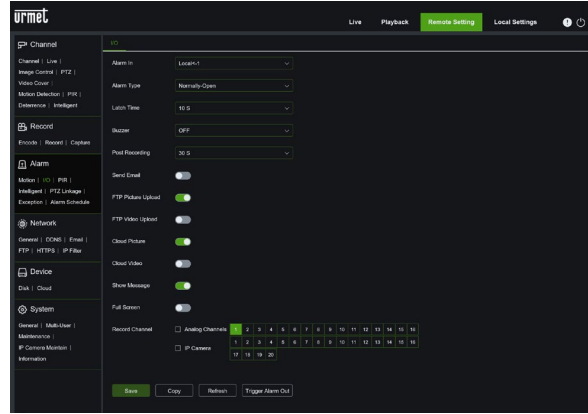 urmet
Live Playback Remote Setting Local Settings
Channel
Channel | Live |
Image Control | PTZ |
Video Cover |
Motion Detection | PIR |
Deterrence | Intelligent
Record
Encode | Record | Capture
Alarm
Motion | I/O | PIR |
Intelligent | PTZ Linkage |
Exception | Alarm Schedule
Network
General | DDNS | Email |
FTP | HTTPS | IP Filter
Device
Disk | Cloud
System
General | Multi-User |
Maintenance |
IP Camera Maintain |
Information
I/O
Alarm In Local<-1
Alarm Type Normally-Open
Latch Time 10 S
Buzzer OFF
Post Recording 30 S
Send Email
FTP Picture Upload
FTP Video Upload
Cloud Picture
Cloud Video
Show Message
Full Screen
Record Channel Analog Channels 1 2 3 4 5 6 7 8 9 10 11 12 13 14 15 16
IP Camera 1 2 3 4 5 6 7 8 9 10 11 12 13 14 15 16
17 18 19 20
Save Copy Refresh Trigger Alarm Out